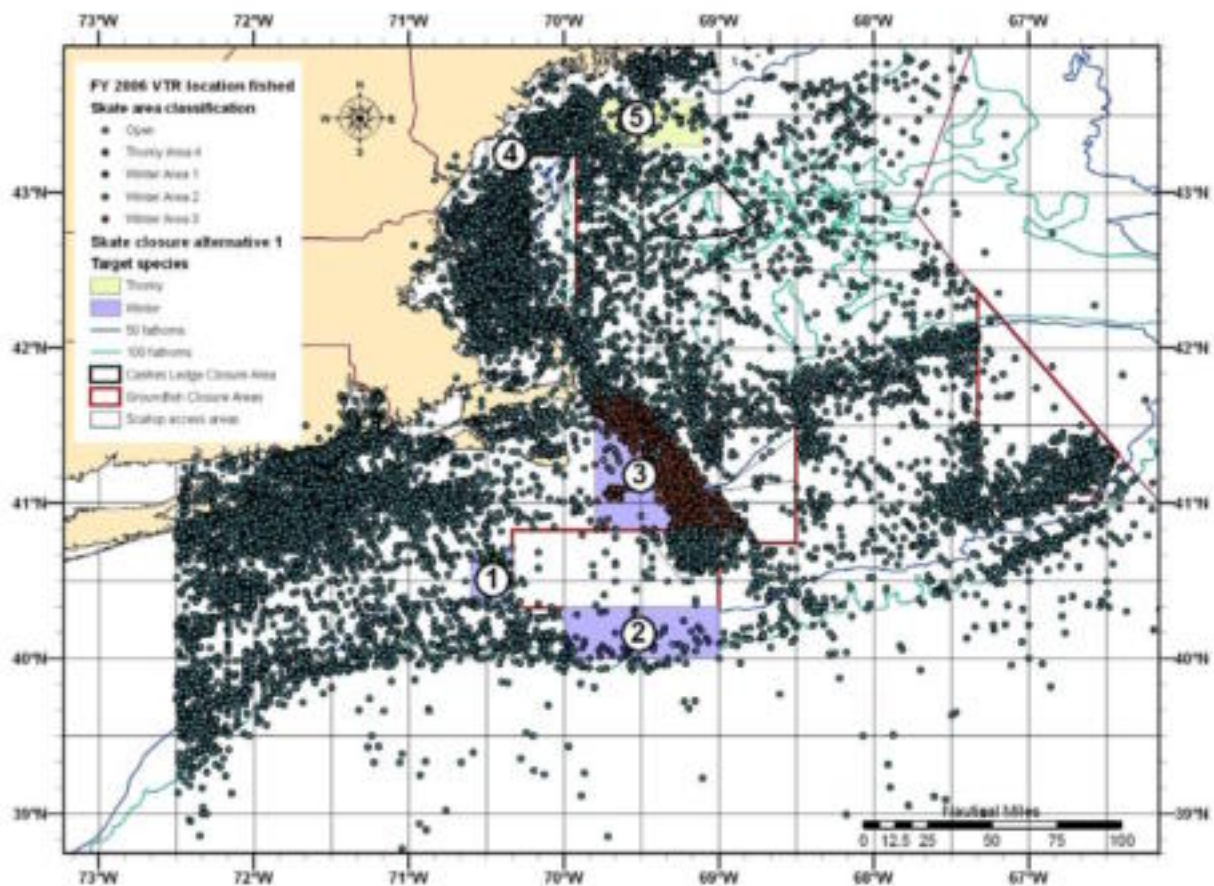 73°W 72°W 71°W 70°W 69°W 68°W 67°W
FY 2006 VTR location fished
Skate area classification
Open
Thorny Area 4
Winter Area 1
Winter Area 2
Winter Area 3
Skate closure alternative 1
Target species
Thorny
Winter
50 fathoms
100 fathoms
Cashes Ledge Closure Area
Groundfish Closure Areas
Scallop access areas
N
W E
S
5
4
43°N 43°N
42°N 42°N
3
41°N 41°N
1
2
40°N 40°N
39°N 39°N
Nautical Miles
0 12.5 25 50 75 100
73°W 72°W 71°W 70°W 69°W 68°W 67°W